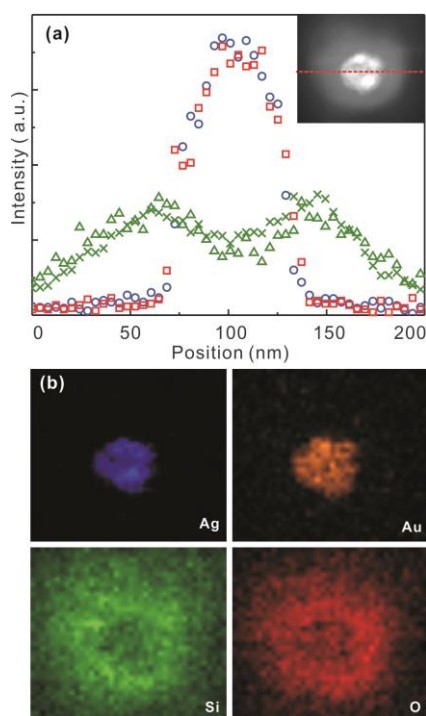 (a)
Intensity (a.u.)
0 50 100 150 200
Position (nm)
(b)
Ag Au
Si O